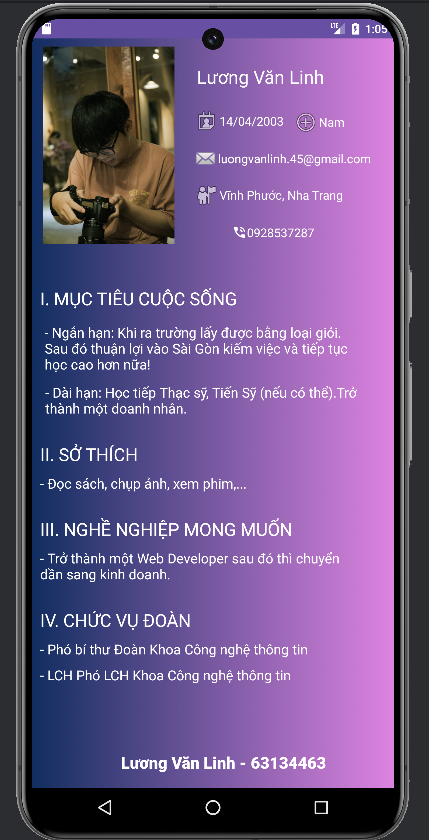 LTE 1:05
Lương Văn Linh
14/04/2003 Nam
luongvanlinh.45@gmail.com
Vĩnh Phước, Nha Trang
0928537287
I. MỤC TIÊU CUỘC SỐNG
- Ngắn hạn: Khi ra trường lấy được bằng loại giỏi.
Sau đó thuận lợi vào Sài Gòn kiếm việc và tiếp tục
học cao hơn nữa!
- Dài hạn: Học tiếp Thạc sỹ, Tiến Sỹ (nếu có thể).Trở
thành một doanh nhân.
II. SỞ THÍCH
- Đọc sách, chụp ảnh, xem phim,...
III. NGHỀ NGHIỆP MONG MUỐN
- Trở thành một Web Developer sau đó thì chuyển
dần sang kinh doanh.
IV. CHỨC VỤ ĐOÀN
- Phó bí thư Đoàn Khoa Công nghệ thông tin
- LCH Phó LCH Khoa Công nghệ thông tin
Lương Văn Linh - 63134463